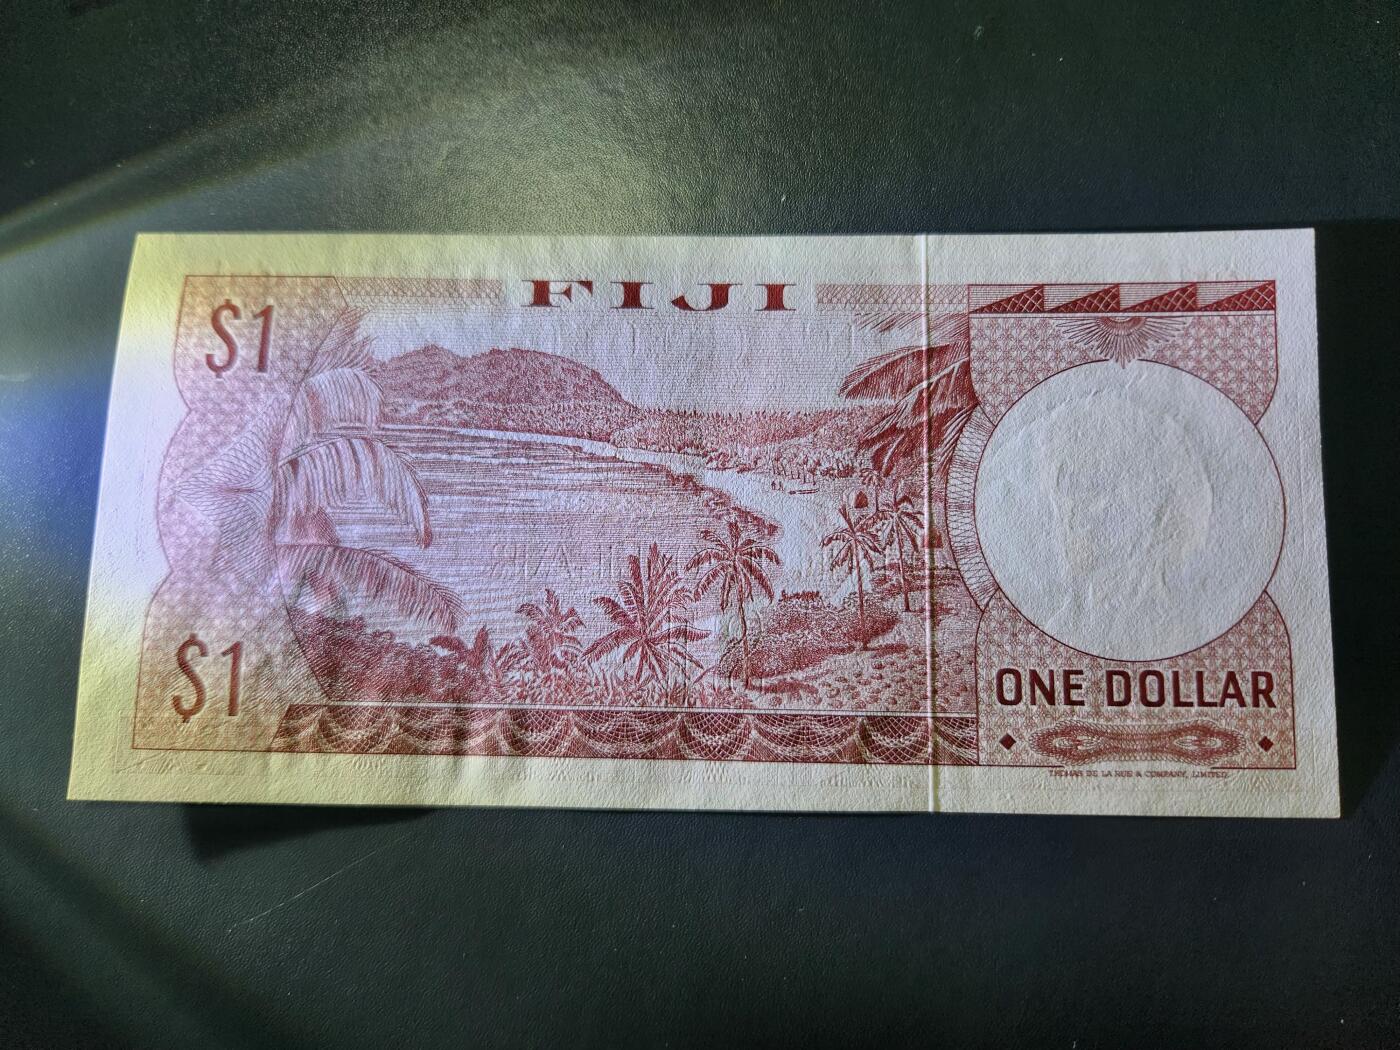 FIJI
$1
$1
ONE DOLLAR
THOMAS DE LA RUE & COMPANY, LIMITED